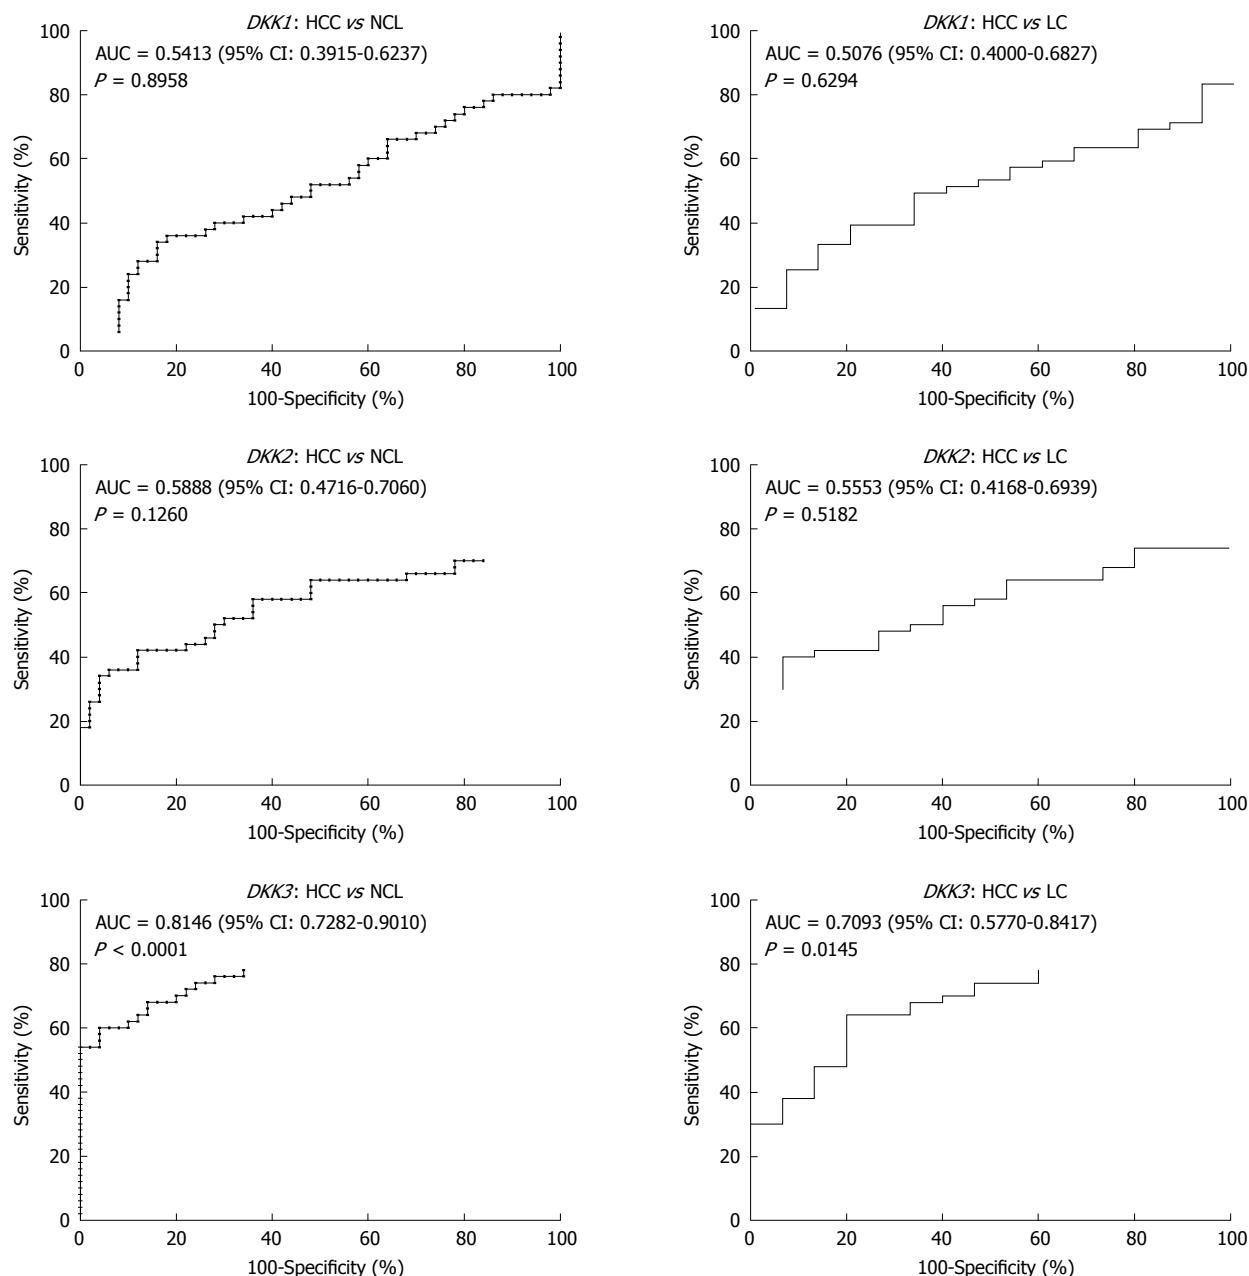 DKK1: HCC vs NCL
AUC = 0.5413 (95% CI: 0.3915-0.6237)
P = 0.8958
100
80
60
40
20
0
Sensitivity (%)
0 20 40 60 80 100
100-Specificity (%)
DKK1: HCC vs LC
AUC = 0.5076 (95% CI: 0.4000-0.6827)
P = 0.6294
100
80
60
40
20
0
Sensitivity (%)
0 20 40 60 80 100
100-Specificity (%)
DKK2: HCC vs NCL
AUC = 0.5888 (95% CI: 0.4716-0.7060)
P = 0.1260
100
80
60
40
20
0
Sensitivity (%)
0 20 40 60 80 100
100-Specificity (%)
DKK2: HCC vs LC
AUC = 0.5553 (95% CI: 0.4168-0.6939)
P = 0.5182
100
80
60
40
20
0
Sensitivity (%)
0 20 40 60 80 100
100-Specificity (%)
DKK3: HCC vs NCL
AUC = 0.8146 (95% CI: 0.7282-0.9010)
P < 0.0001
100
80
60
40
20
0
Sensitivity (%)
0 20 40 60 80 100
100-Specificity (%)
DKK3: HCC vs LC
AUC = 0.7093 (95% CI: 0.5770-0.8417)
P = 0.0145
100
80
60
40
20
0
Sensitivity (%)
0 20 40 60 80 100
100-Specificity (%)